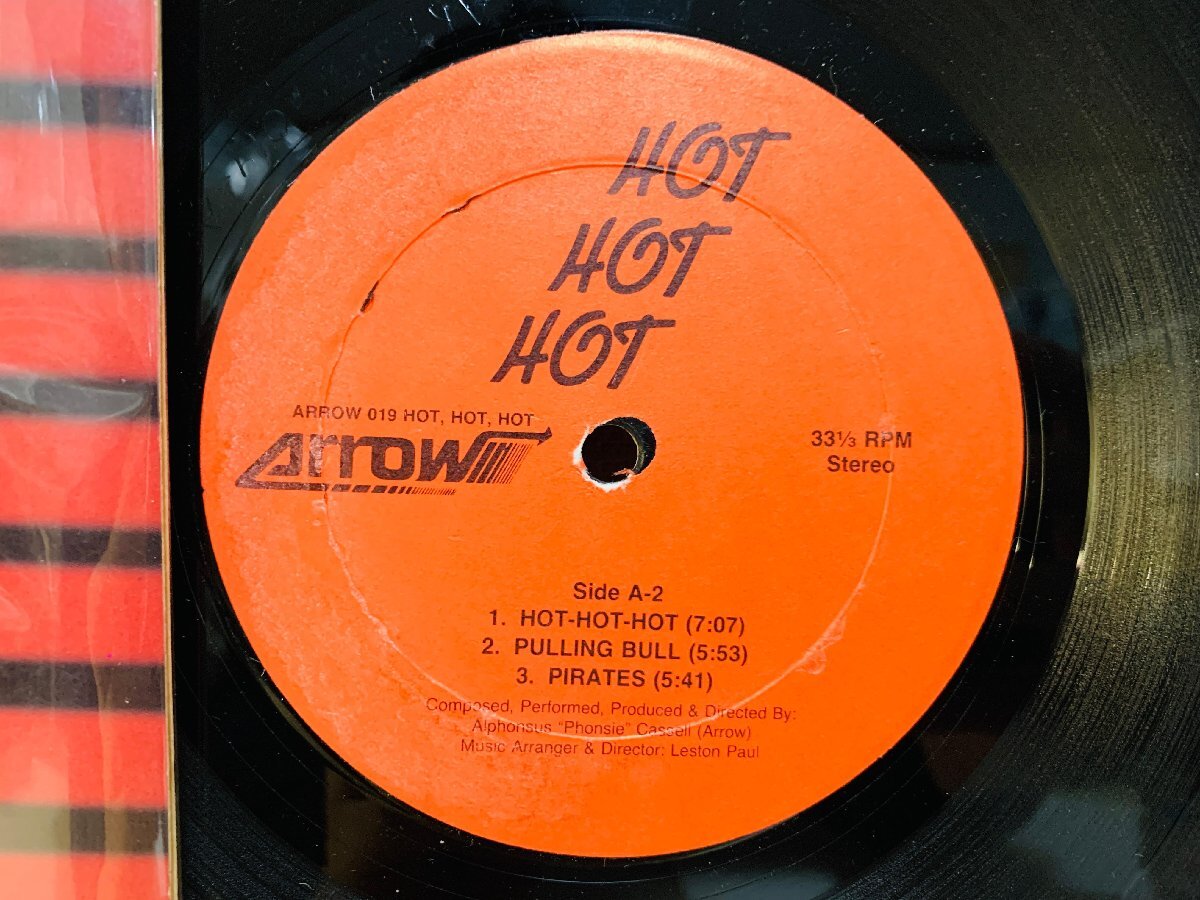 HOT
HOT
HOT
ARROW 019 HOT, HOT, HOT
Arrow
33⅓ RPM
Stereo
Side A-2
1. HOT-HOT-HOT (7:07)
2. PULLING BULL (5:53)
3. PIRATES (5:41)
Composed, Performed, Produced & Directed By:
Alphonsus "Phonsie" Cassell (Arrow)
Music Arranger & Director: Leston Paul